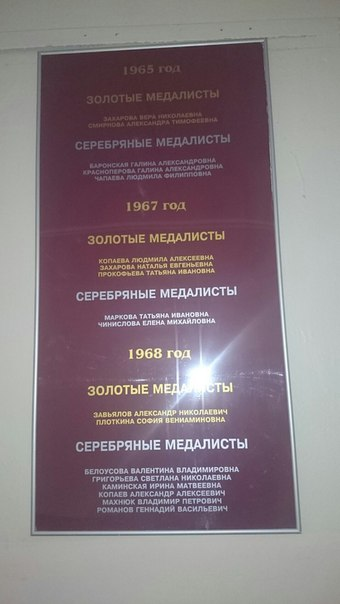 1965 год
ЗОЛОТЫЕ МЕДАЛИСТЫ
ЗАХАРОВА ВЕРА НИКОЛАЕВНА
СМИРНОВА АЛЕКСАНДРА ТИМОФЕЕВНА
СЕРЕБРЯНЫЕ МЕДАЛИСТЫ
БАРОНСКАЯ ГАЛИНА АЛЕКСАНДРОВНА
КРАСНОПЕРОВА ГАЛИНА АЛЕКСАНДРОВНА
ЧАПАЕВА ЛЮДМИЛА ФИЛИППОВНА
1967 год
ЗОЛОТЫЕ МЕДАЛИСТЫ
КОПАЕВА ЛЮДМИЛА АЛЕКСЕЕВНА
ЗАХАРОВА НАТАЛЬЯ ЕВГЕНЬЕВНА
ПРОКОФЬЕВА ТАТЬЯНА ИВАНОВНА
СЕРЕБРЯНЫЕ МЕДАЛИСТЫ
МАРКОВА ТАТЬЯНА ИВАНОВНА
ЧИНИСЛОВА ЕЛЕНА МИХАЙЛОВНА
1968 год
ЗОЛОТЫЕ МЕДАЛИСТЫ
ЗАВЬЯЛОВ АЛЕКСАНДР НИКОЛАЕВИЧ
ПЛОТКИНА СОФИЯ ВЕНИАМИНОВНА
СЕРЕБРЯНЫЕ МЕДАЛИСТЫ
БЕЛОУСОВА ВАЛЕНТИНА ВЛАДИМИРОВНА
ГРИГОРЬЕВА СВЕТЛАНА НИКОЛАЕВНА
КАМИНСКАЯ ИРИНА МАТВЕЕВНА
КОПАЕВ АЛЕКСАНДР АЛЕКСЕЕВИЧ
МАХНЮК ВЛАДИМИР ПЕТРОВИЧ
РОМАНОВ ГЕННАДИЙ ВАСИЛЬЕВИЧ